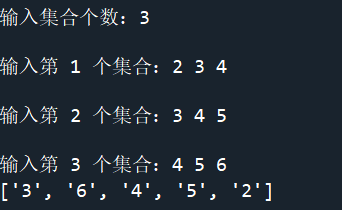 输入集合个数：3
输入第 1 个集合：2 3 4
输入第 2 个集合：3 4 5
输入第 3 个集合：4 5 6
['3', '6', '4', '5', '2']